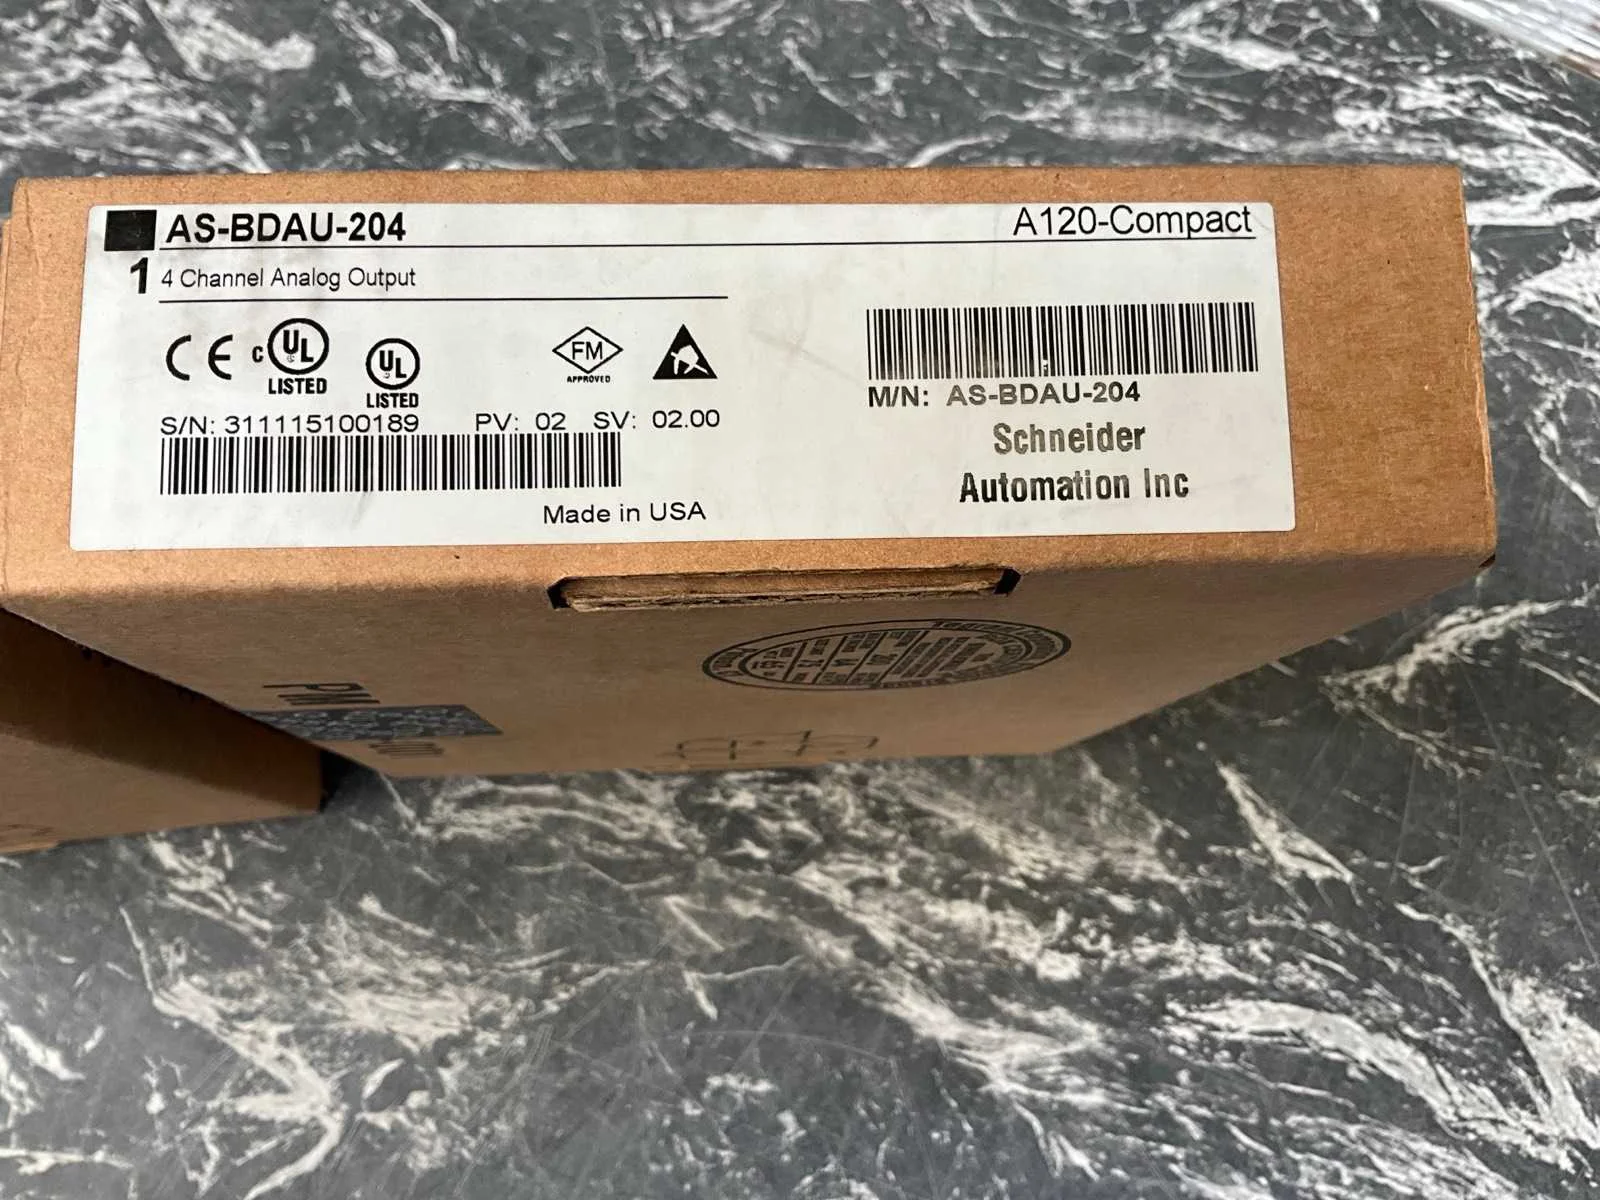 AS-BDAU-204
A120-Compact
1 4 Channel Analog Output
CE c UL LISTED UL LISTED FM APPROVED
S/N: 311115100189 PV: 02 SV: 02.00
Made in USA
M/N: AS-BDAU-204
Schneider
Automation Inc